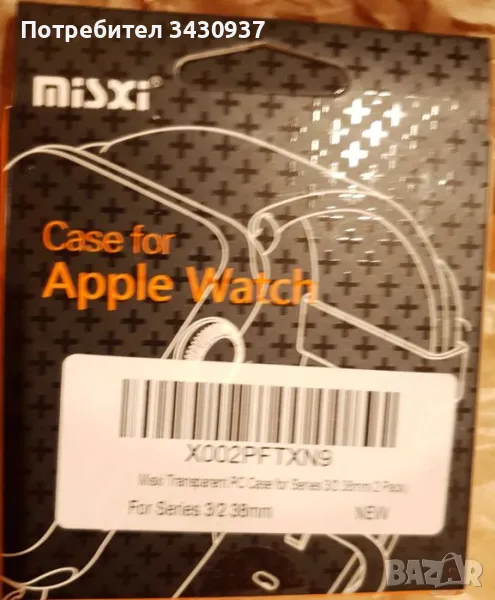 Потребител 3430937
misxi®
Case for
Apple Watch
X002PFTXN9
Misxi Transparent PC Case for Series 3/2 38mm(2 Pack)
For Series 3/2 38mm
NEW
BAZAR